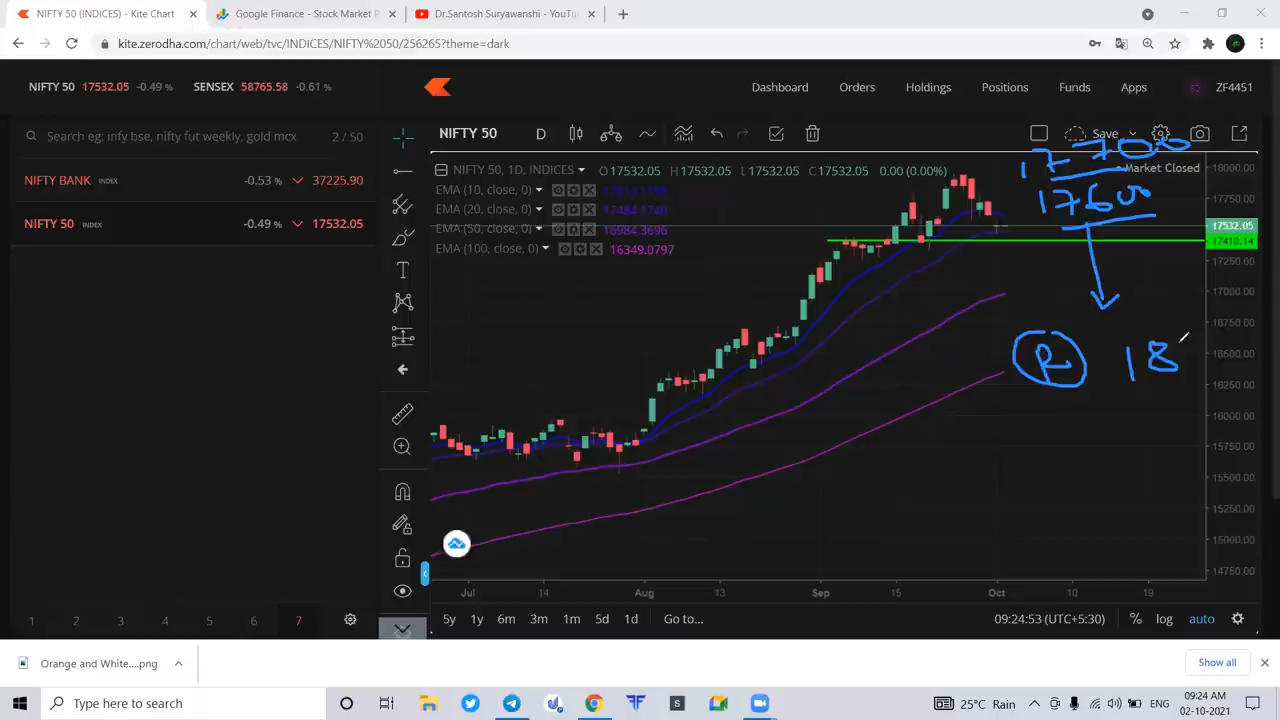 NIFTY 50 (INDICES) - Kite Chart
Google Finance - Stock Market P
Dr.Santosh Suryawanshi - YouTu
kite.zerodha.com/chart/web/tvc/INDICES/NIFTY%2050/256265?theme=dark
NIFTY 50 17532.05 -0.49 % SENSEX 58765.58 -0.61 %
Dashboard Orders Holdings Positions Funds Apps ZF4451
Search eg: infy bse, nifty fut weekly, gold mcx 2 / 50
NIFTY 50 D Save
NIFTY BANK INDEX -0.53 % 37225.90
NIFTY 50 INDEX -0.49 % 17532.05
17700
Market Closed
17600
NIFTY 50, 1D, INDICES O17532.05 H17532.05 L17532.05 C17532.05 0.00 (0.00%)
EMA (10, close, 0)
EMA (20, close, 0) 17484.1740
EMA (50, close, 0) 16984.3696
EMA (100, close, 0) 16349.0797
18000.00
17750.00
17532.05
17410.14
17250.00
17000.00
16750.00
16500.00
16250.00
16000.00
15750.00
15500.00
15250.00
15000.00
14750.00
R 18
Jul 14 Aug 13 Sep 15 Oct 10 19
5y 1y 6m 3m 1m 5d 1d Go to... 09:24:53 (UTC+5:30) % log auto
1 2 3 4 5 6 7
Orange and White....png
Show all
Type here to search
25°C Rain
ENG
09:24 AM
02-10-2021